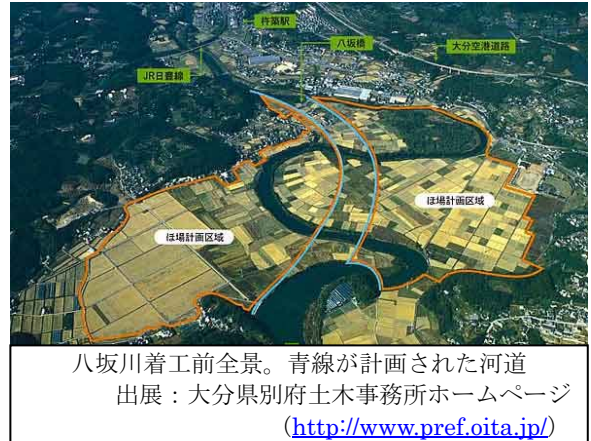 杵築駅
八坂橋
大分空港道路
JR日豊線
ほ場計画区域
ほ場計画区域
八坂川着工前全景。青線が計画された河道
出展：大分県別府土木事務所ホームページ
(http://www.pref.oita.jp/)